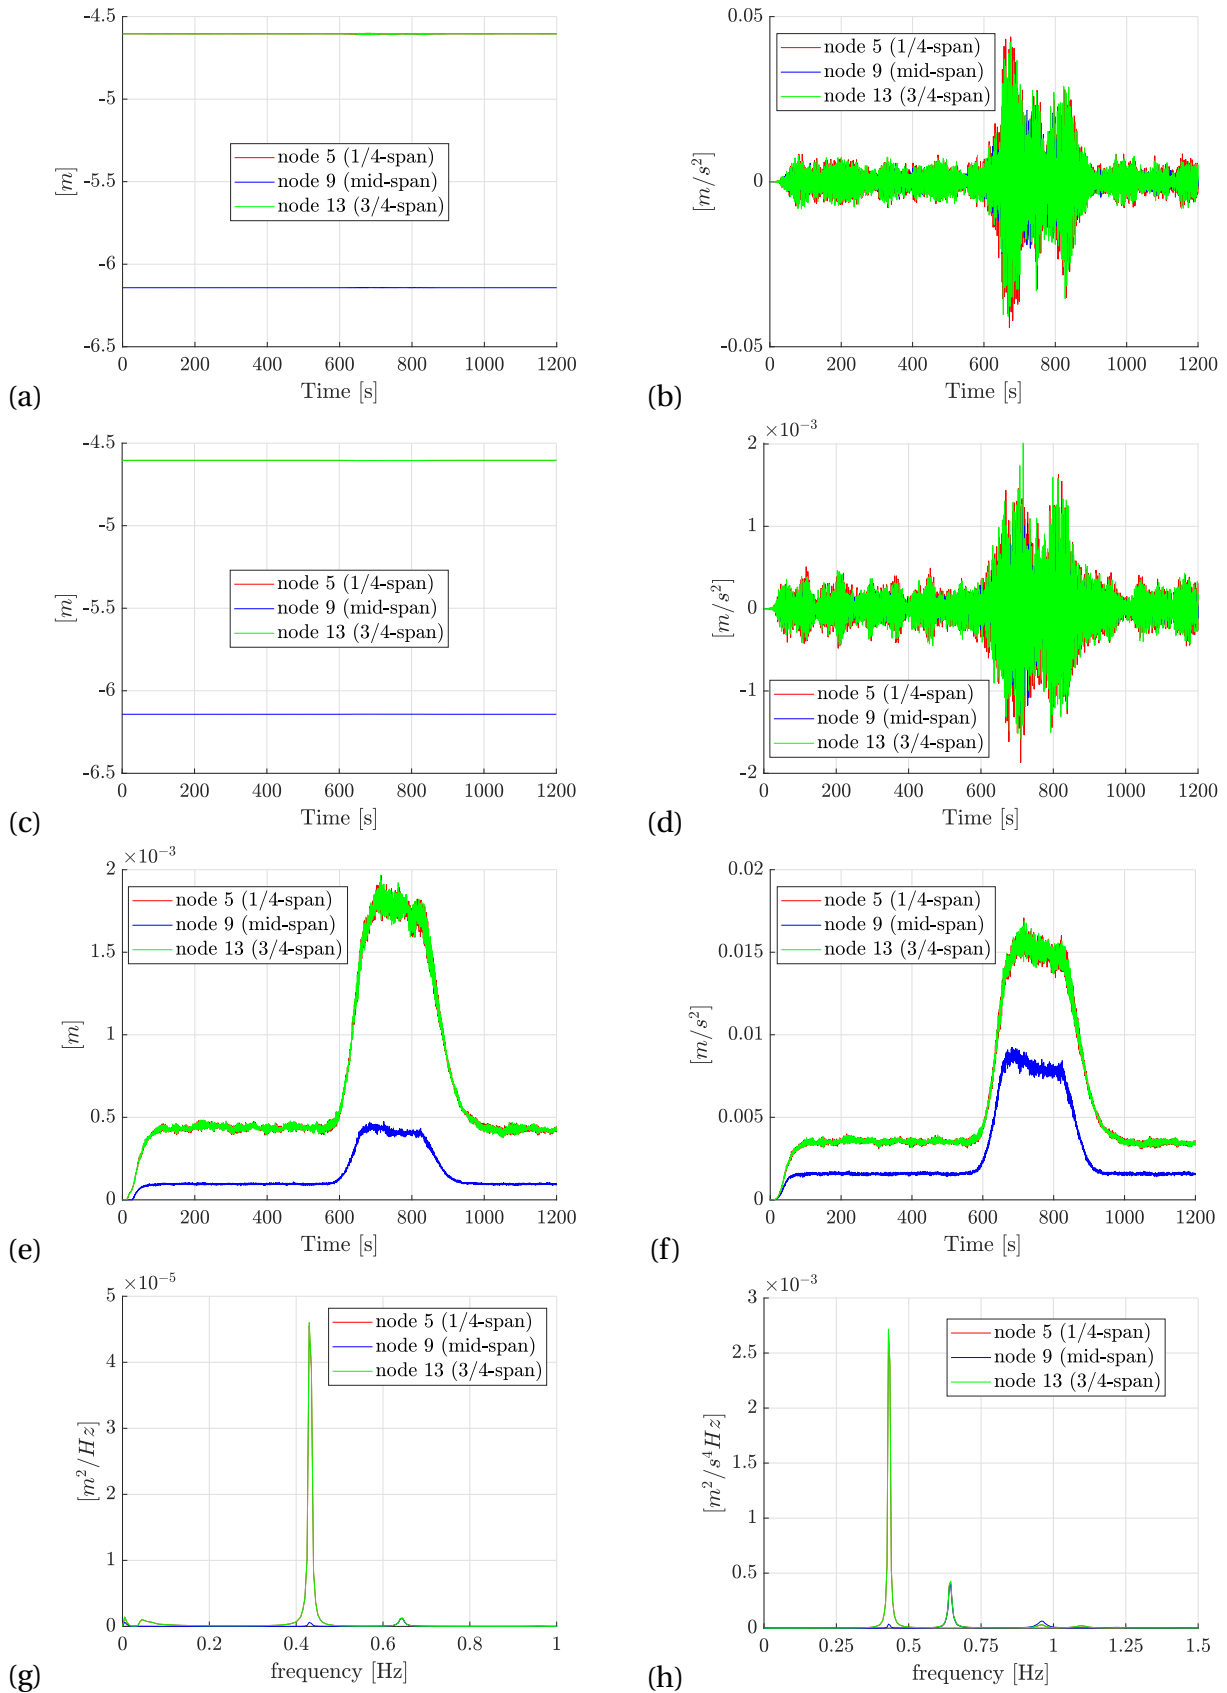 -4.5
-5
-5.5
-6
-6.5
[m]
node 5 (1/4-span)
node 9 (mid-span)
node 13 (3/4-span)
0 200 400 600 800 1000 1200
Time [s]
(a)
0.05
0
-0.05
[m/s²]
node 5 (1/4-span)
node 9 (mid-span)
node 13 (3/4-span)
0 200 400 600 800 1000 1200
Time [s]
(b)
-4.5
-5
-5.5
-6
-6.5
[m]
node 5 (1/4-span)
node 9 (mid-span)
node 13 (3/4-span)
0 200 400 600 800 1000 1200
Time [s]
(c)
×10⁻³
2
1
0
-1
-2
[m/s²]
node 5 (1/4-span)
node 9 (mid-span)
node 13 (3/4-span)
0 200 400 600 800 1000 1200
Time [s]
(d)
×10⁻³
2
1.5
1
0.5
0
[m]
node 5 (1/4-span)
node 9 (mid-span)
node 13 (3/4-span)
0 200 400 600 800 1000 1200
Time [s]
(e)
0.02
0.015
0.01
0.005
0
[m/s²]
node 5 (1/4-span)
node 9 (mid-span)
node 13 (3/4-span)
0 200 400 600 800 1000 1200
Time [s]
(f)
×10⁻⁵
5
4
3
2
1
0
[m²/Hz]
node 5 (1/4-span)
node 9 (mid-span)
node 13 (3/4-span)
0 0.2 0.4 0.6 0.8 1
frequency [Hz]
(g)
×10⁻³
3
2.5
2
1.5
1
0.5
0
[m²/s⁴Hz]
node 5 (1/4-span)
node 9 (mid-span)
node 13 (3/4-span)
0 0.25 0.5 0.75 1 1.25 1.5
frequency [Hz]
(h)